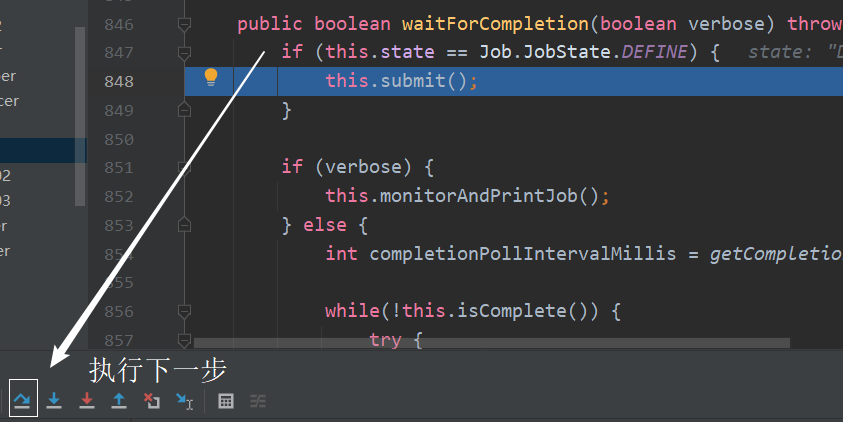 846 public boolean waitForCompletion(boolean verbose) throw
847 if (this.state == Job.JobState.DEFINE) { state: "D
848 this.submit();
849 }
850
851 if (verbose) {
852 this.monitorAndPrintJob();
853 } else {
854 int completionPollIntervalMillis = getCompletio
855
856 while(!this.isComplete()) {
857 try {
er
cer
02
03
er
er
执行下一步